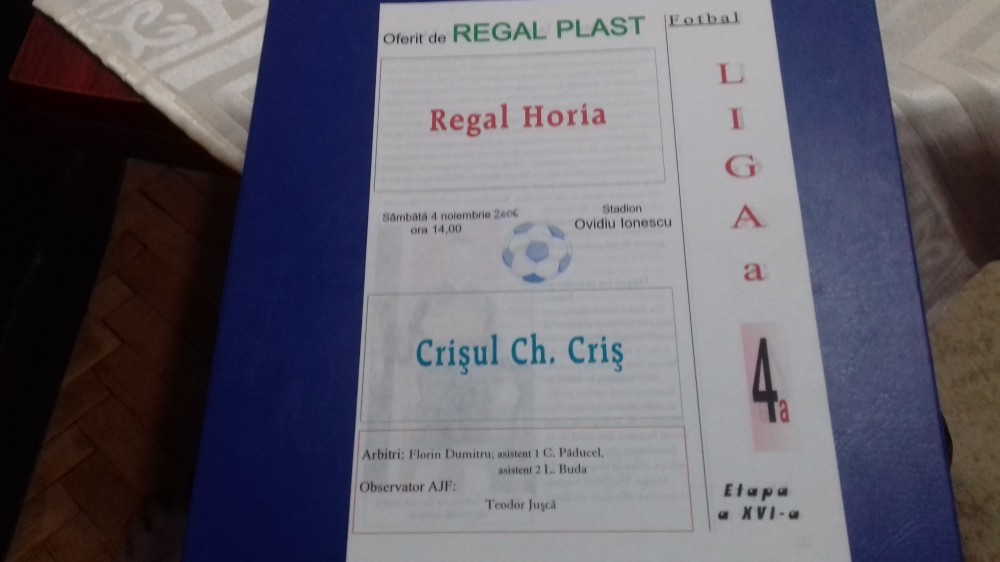 Oferit de REGAL PLAST
Regal Horia
Sâmbătă 4 noiembrie 2006
ora 14,00
Stadion
Ovidiu Ionescu
Crişul Ch. Criş
Arbitri: Florin Dumitru; asistent 1 C. Păducel,
asistent 2 L. Buda
Observator AJF:
Teodor Juşcă
Fotbal
L
I
G
A
a
4a
Etapa
a XVI-a